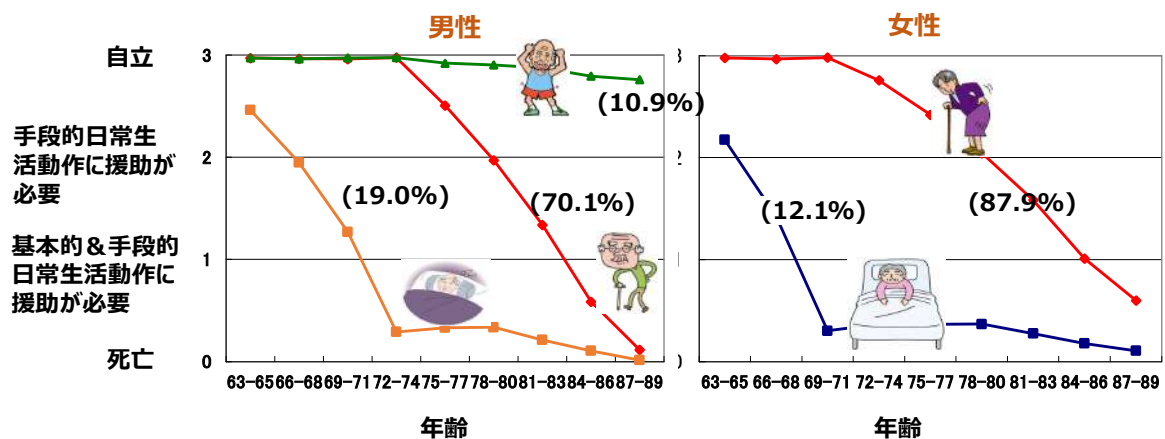 男性
女性
自立
手段的日常生
活動作に援助が
必要
基本的＆手段的
日常生活動作に
援助が必要
死亡
3
2
1
0
(19.0%)
(70.1%)
(10.9%)
63–65 66–68 69–71 72–74 75–77 78–80 81–83 84–86 87–89
年齢
3
2
1
0
(12.1%)
(87.9%)
63–65 66–68 69–71 72–74 75–77 78–80 81–83 84–86 87–89
年齢